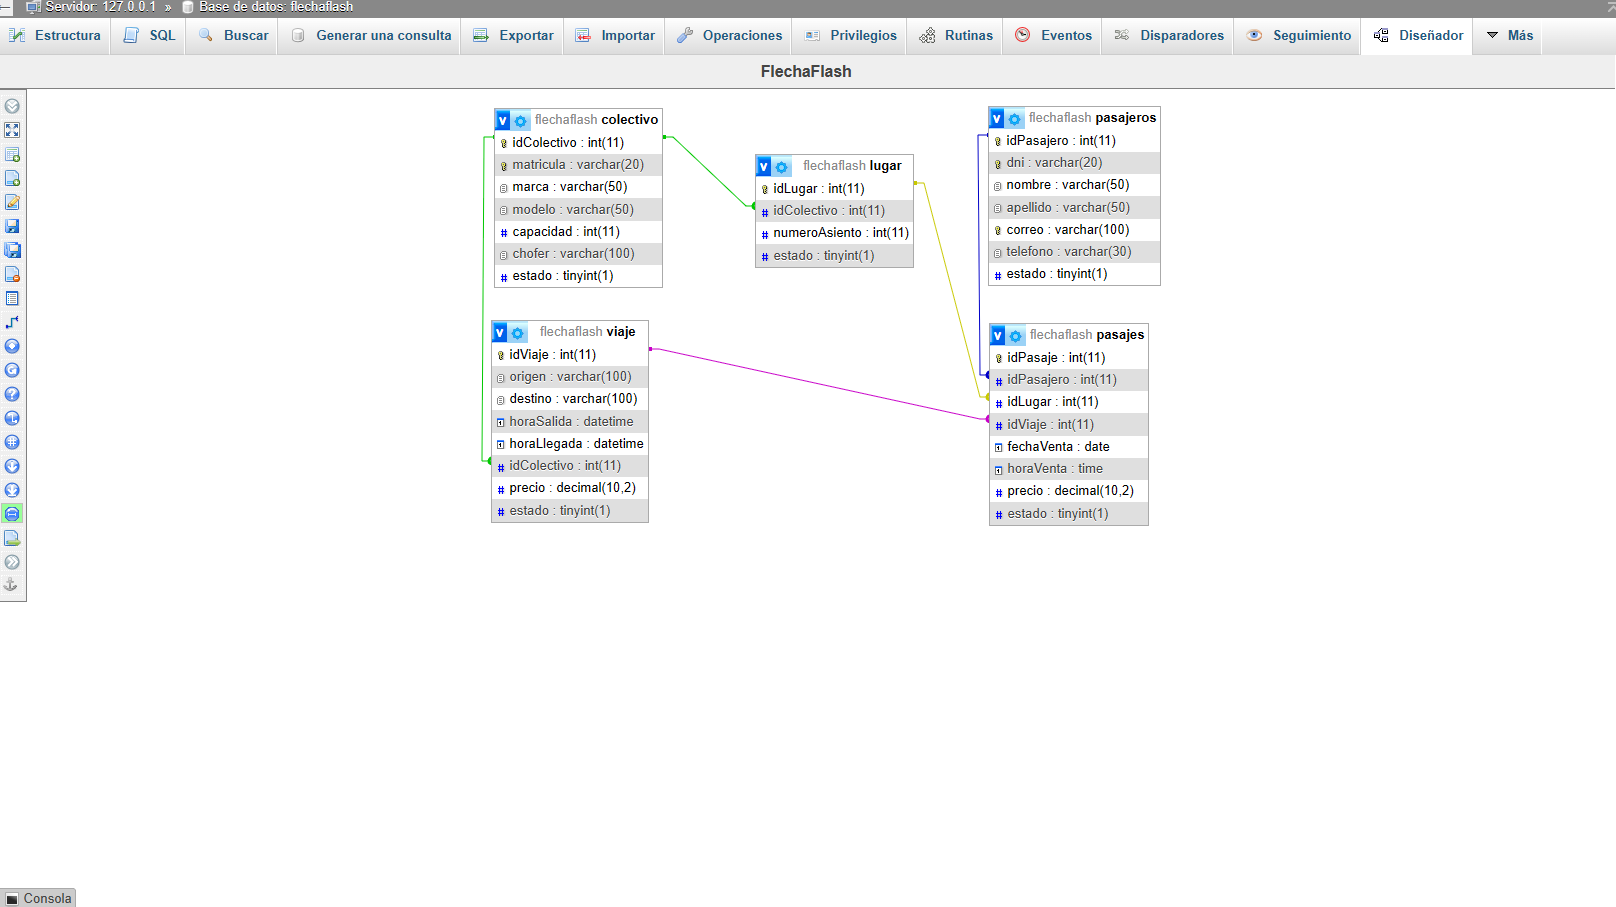 Servidor: 127.0.0.1 » Base de datos: flechaflash
Estructura SQL Buscar Generar una consulta Exportar Importar Operaciones Privilegios Rutinas Eventos Disparadores Seguimiento Diseñador Más
FlechaFlash
flechaflash colectivo
idColectivo : int(11)
matricula : varchar(20)
marca : varchar(50)
modelo : varchar(50)
capacidad : int(11)
chofer : varchar(100)
estado : tinyint(1)
flechaflash lugar
idLugar : int(11)
idColectivo : int(11)
numeroAsiento : int(11)
estado : tinyint(1)
flechaflash pasajeros
idPasajero : int(11)
dni : varchar(20)
nombre : varchar(50)
apellido : varchar(50)
correo : varchar(100)
telefono : varchar(30)
estado : tinyint(1)
flechaflash viaje
idViaje : int(11)
origen : varchar(100)
destino : varchar(100)
horaSalida : datetime
horaLlegada : datetime
idColectivo : int(11)
precio : decimal(10,2)
estado : tinyint(1)
flechaflash pasajes
idPasaje : int(11)
idPasajero : int(11)
idLugar : int(11)
idViaje : int(11)
fechaVenta : date
horaVenta : time
precio : decimal(10,2)
estado : tinyint(1)
Consola